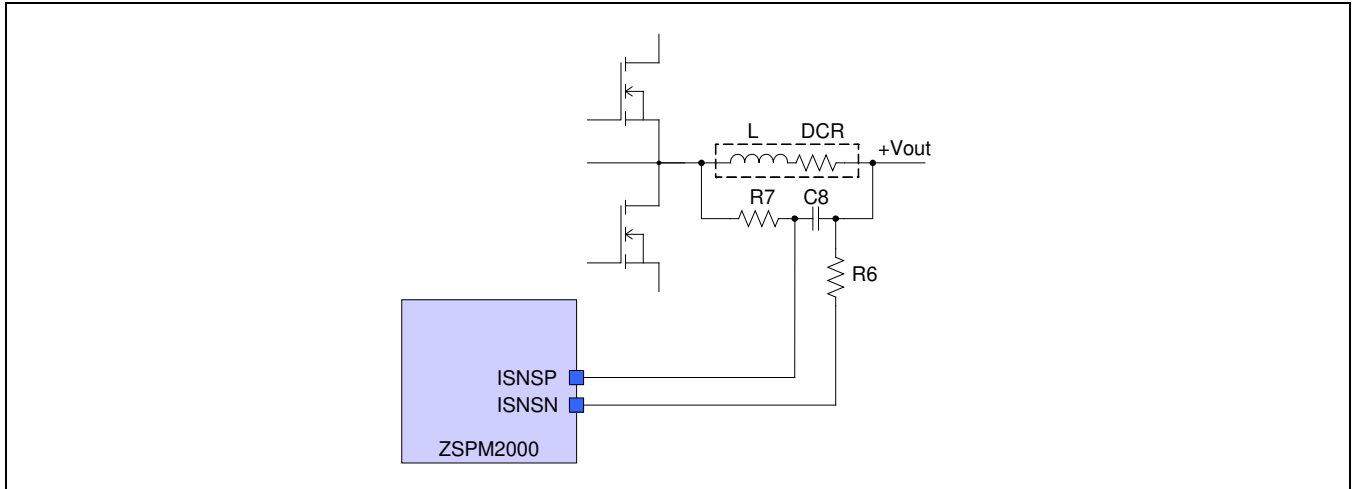 L DCR
+Vout
R7 C8
R6
ISNSP
ISNSN
ZSPM2000